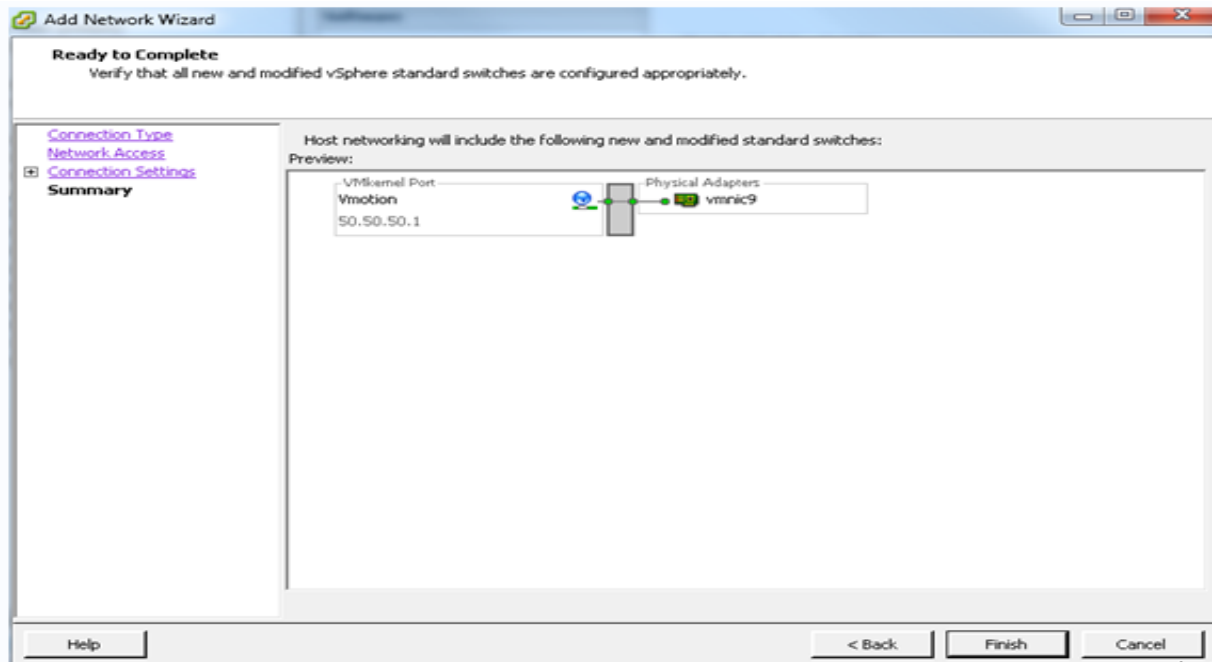 Add Network Wizard
Ready to Complete
Verify that all new and modified vSphere standard switches are configured appropriately.
Connection Type
Network Access
Connection Settings
Summary
Host networking will include the following new and modified standard switches:
Preview:
VMkernel Port
Vmotion
50.50.50.1
Physical Adapters
vmnic9
Help
< Back
Finish
Cancel